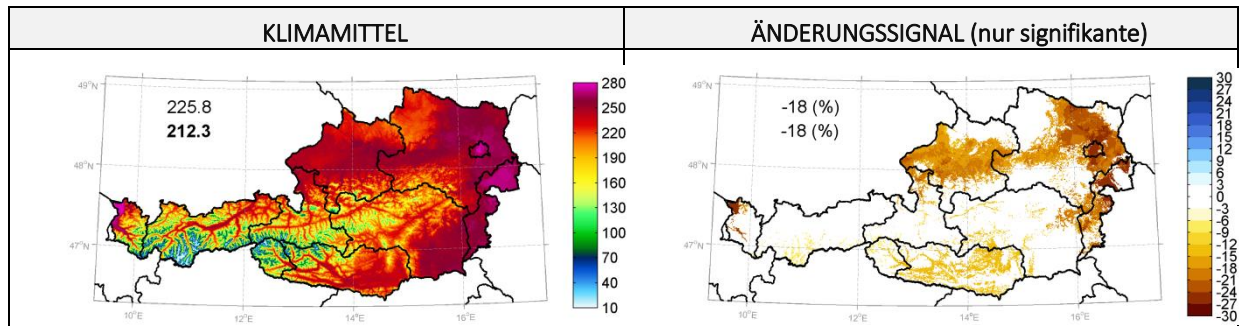 KLIMAMITTEL
ÄNDERUNGSSIGNAL (nur signifikante)
49°N
48°N
47°N
10°E
12°E
14°E
16°E
225.8
212.3
280
250
220
190
160
130
100
70
40
10
49°N
48°N
47°N
10°E
12°E
14°E
16°E
-18 (%)
-18 (%)
30
27
24
21
18
15
12
9
6
3
0
-3
-6
-9
-12
-15
-18
-21
-24
-27
-30